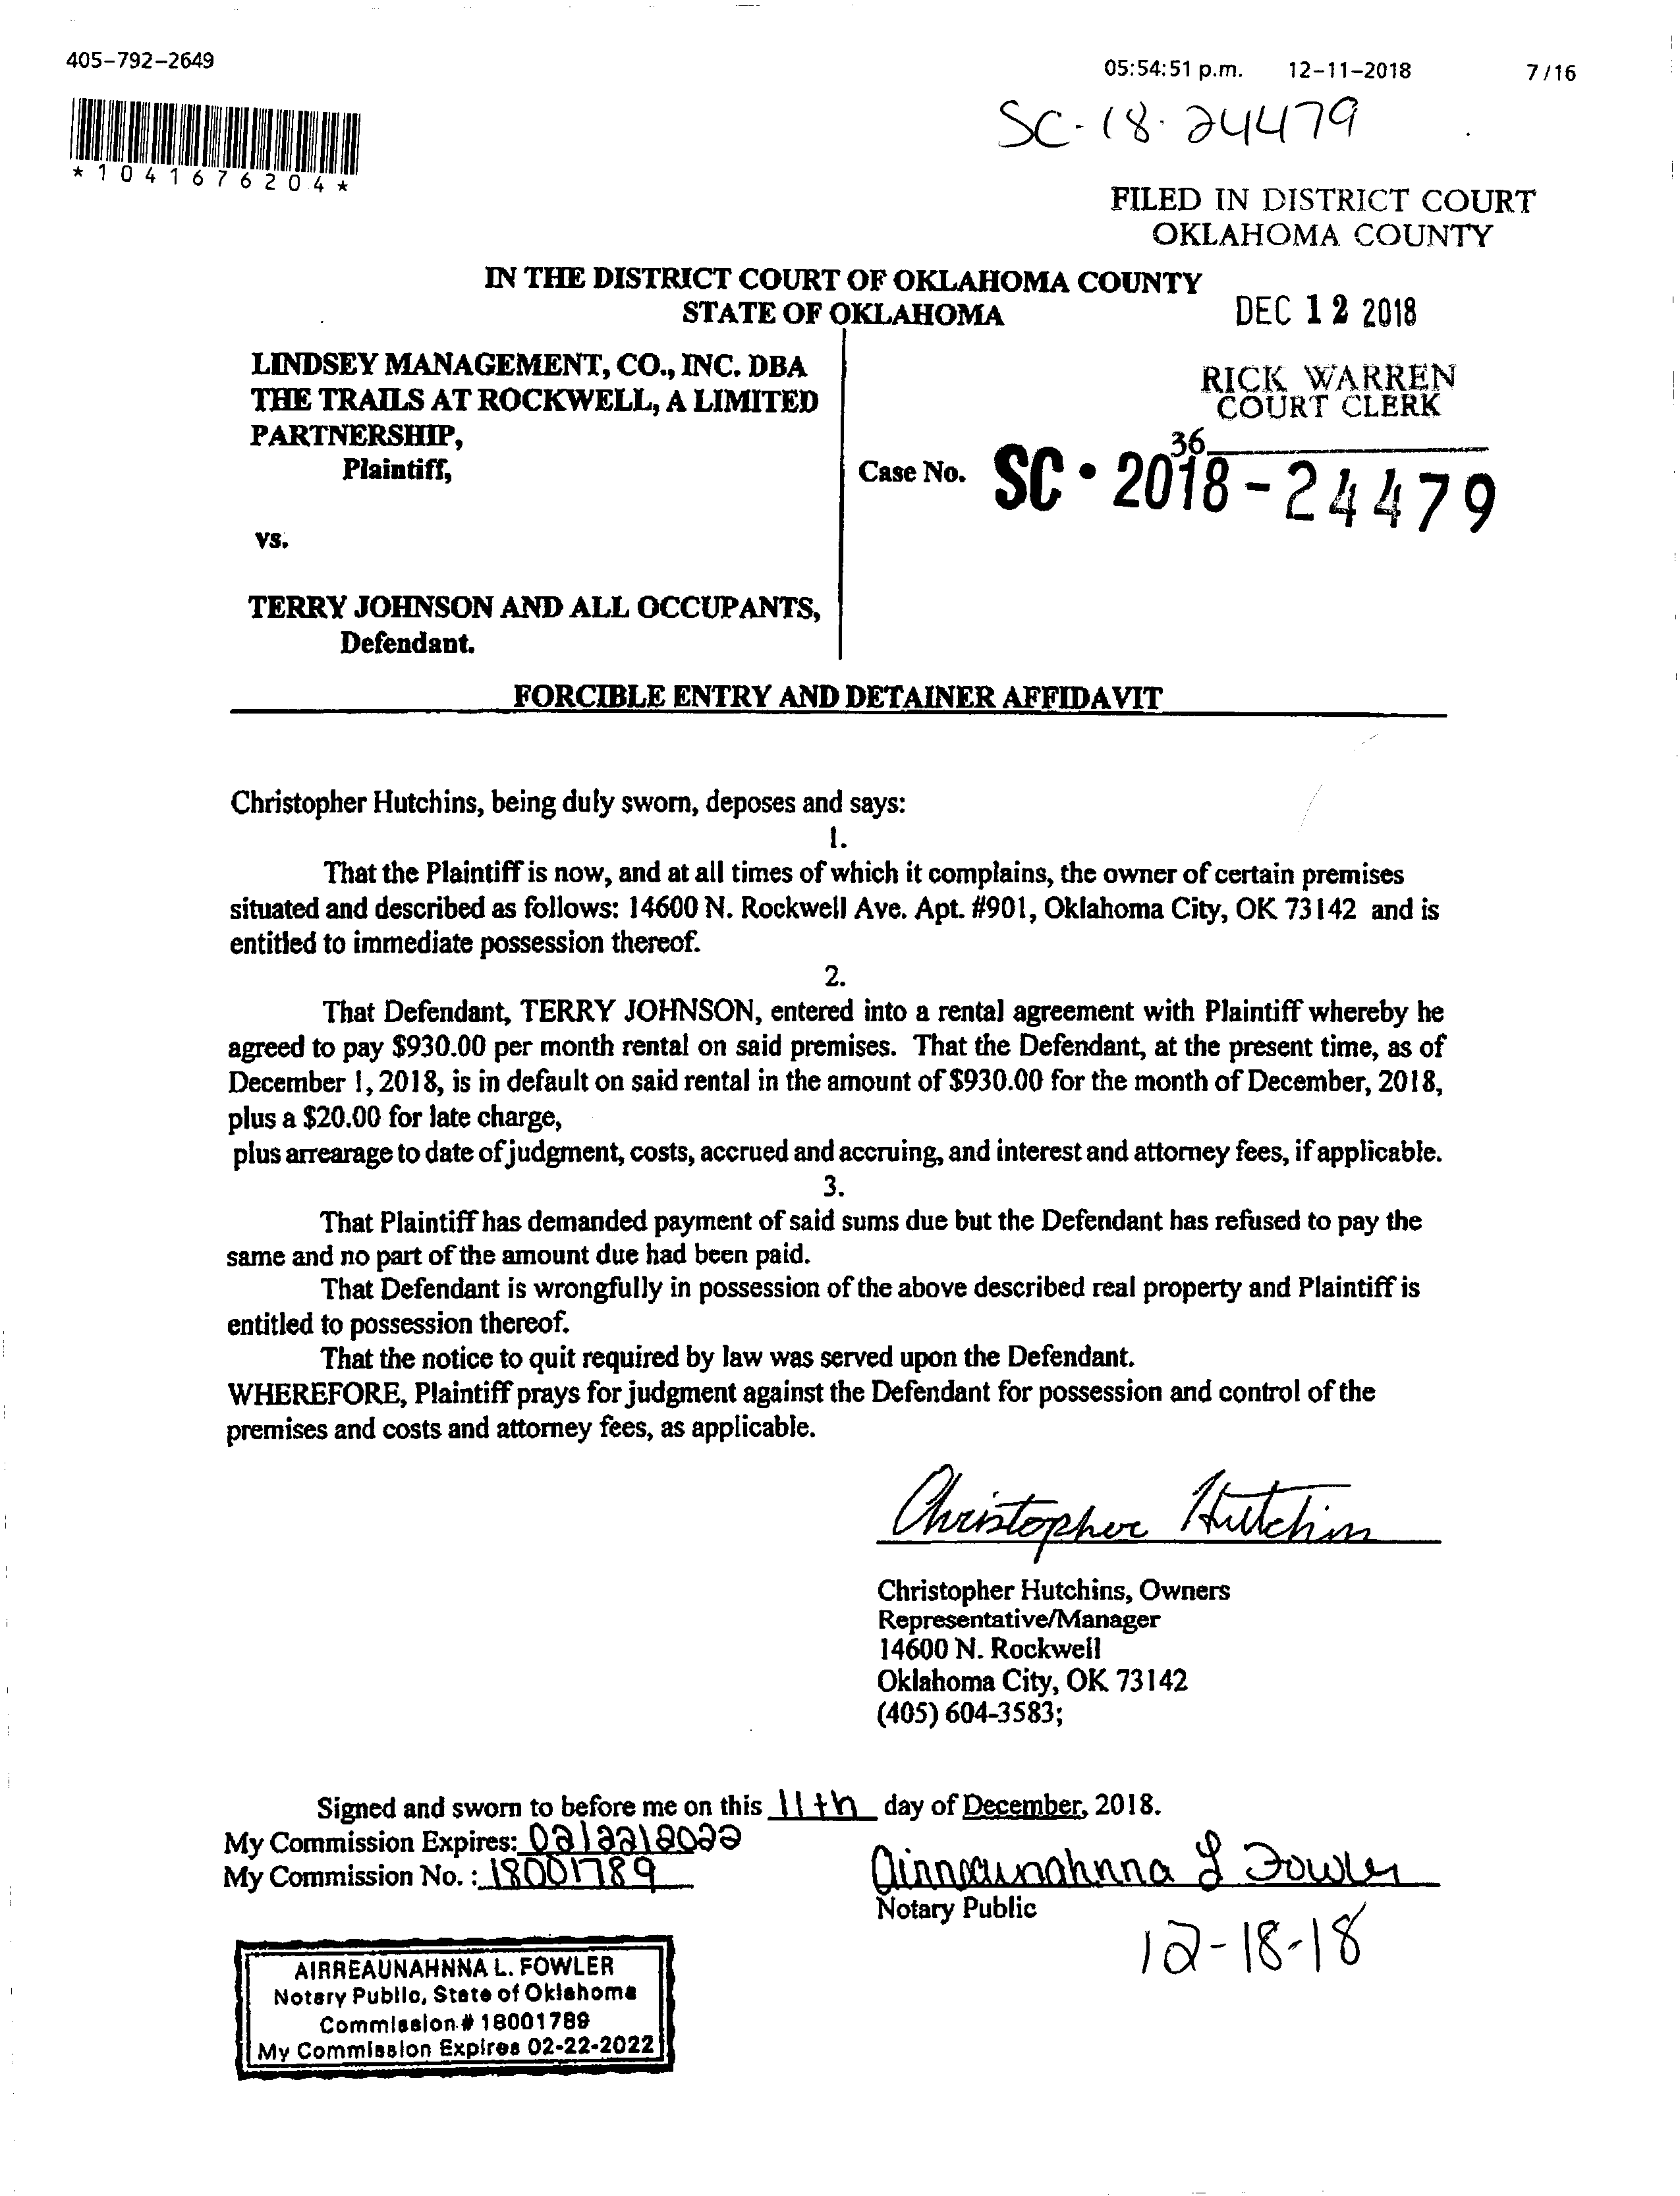 405-792-2649
05:54:51 p.m. 12-11-2018 7/16
*1041676204*
SC-18-24479
FILED IN DISTRICT COURT
OKLAHOMA COUNTY
IN THE DISTRICT COURT OF OKLAHOMA COUNTY
STATE OF OKLAHOMA
DEC 12 2018
LINDSEY MANAGEMENT, CO., INC. DBA
THE TRAILS AT ROCKWELL, A LIMITED
PARTNERSHIP,
Plaintiff,
RICK WARREN
COURT CLERK
36
Case No. SC-2018-24479
vs.
TERRY JOHNSON AND ALL OCCUPANTS,
Defendant.
FORCIBLE ENTRY AND DETAINER AFFIDAVIT
Christopher Hutchins, being duly sworn, deposes and says:
1.
That the Plaintiff is now, and at all times of which it complains, the owner of certain premises
situated and described as follows: 14600 N. Rockwell Ave. Apt. #901, Oklahoma City, OK 73142 and is
entitled to immediate possession thereof.
2.
That Defendant, TERRY JOHNSON, entered into a rental agreement with Plaintiff whereby he
agreed to pay $930.00 per month rental on said premises. That the Defendant, at the present time, as of
December 1, 2018, is in default on said rental in the amount of $930.00 for the month of December, 2018,
plus a $20.00 for late charge,
plus arrearage to date of judgment, costs, accrued and accruing, and interest and attorney fees, if applicable.
3.
That Plaintiff has demanded payment of said sums due but the Defendant has refused to pay the
same and no part of the amount due had been paid.
That Defendant is wrongfully in possession of the above described real property and Plaintiff is
entitled to possession thereof.
That the notice to quit required by law was served upon the Defendant.
WHEREFORE, Plaintiff prays for judgment against the Defendant for possession and control of the
premises and costs and attorney fees, as applicable.
Christopher Hutchins
Christopher Hutchins, Owners
Representative/Manager
14600 N. Rockwell
Oklahoma City, OK 73142
(405) 604-3583;
Signed and sworn to before me on this 11th day of December, 2018.
My Commission Expires: 02\22\2022
My Commission No. : 18001789
Airreaunahnna L Fowler
Notary Public
12-18-18
AIRREAUNAHNNA L. FOWLER
Notary Public, State of Oklahoma
Commission # 18001789
My Commission Expires 02-22-2022